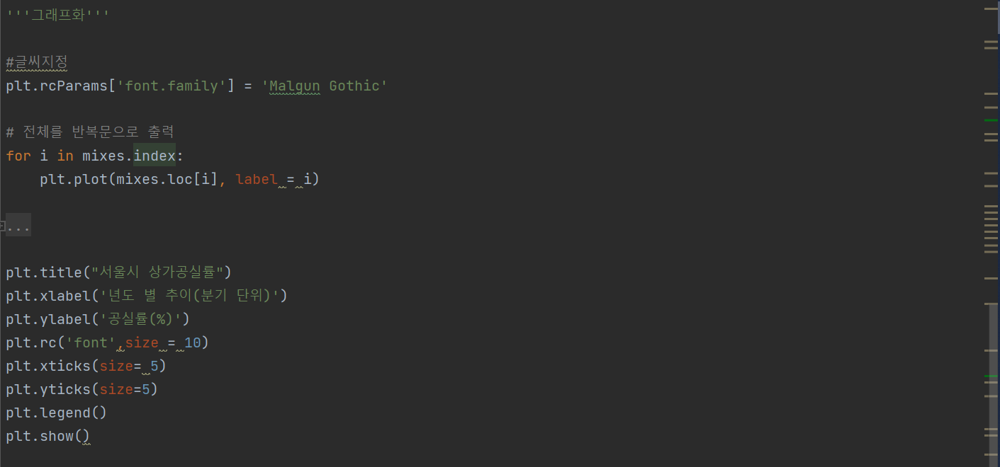 '''그래프화'''
#글씨지정
plt.rcParams['font.family'] = 'Malgun Gothic'
# 전체를 반복문으로 출력
for i in mixes.index:
    plt.plot(mixes.loc[i], label = i)
...
plt.title("서울시 상가공실률")
plt.xlabel('년도 별 추이(분기 단위)')
plt.ylabel('공실률(%)')
plt.rc('font',size = 10)
plt.xticks(size= 5)
plt.yticks(size=5)
plt.legend()
plt.show()